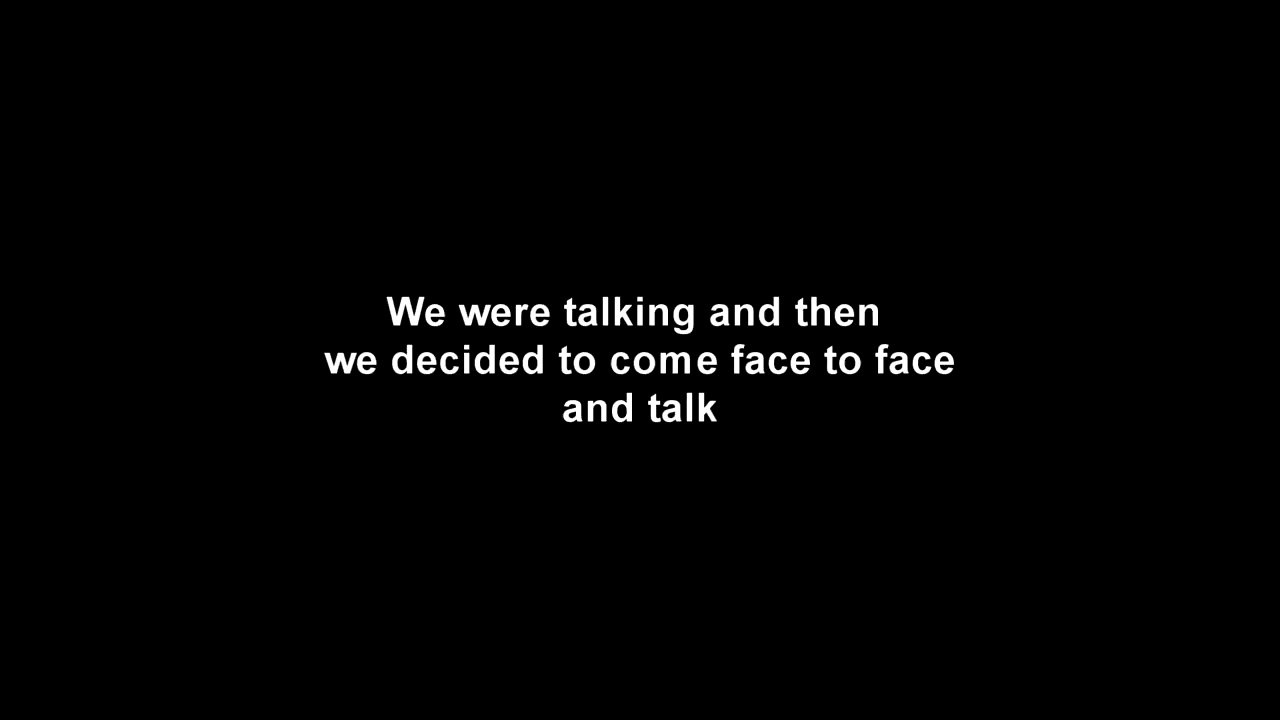 We were talking and then
we decided to come face to face
and talk